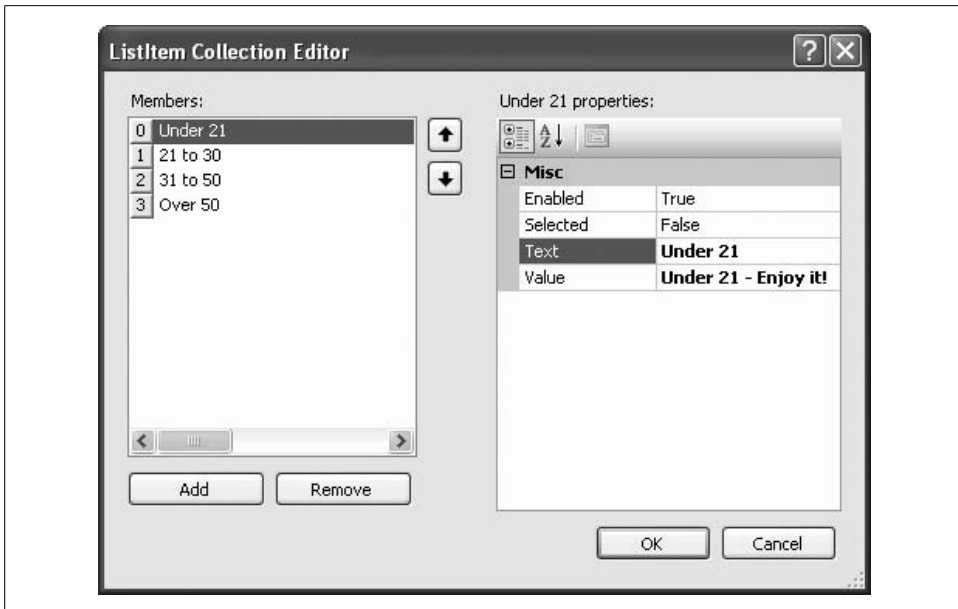 ListItem Collection Editor
Members:
0 Under 21
1 21 to 30
2 31 to 50
3 Over 50
Add
Remove
Under 21 properties:
Misc
Enabled True
Selected False
Text Under 21
Value Under 21 - Enjoy it!
OK
Cancel